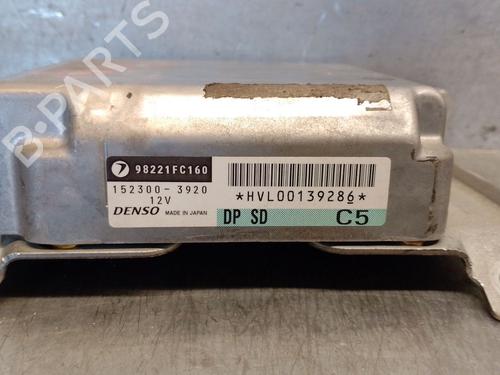 B-PARTS
98221FC160
152300-3920
12V
DENSO MADE IN JAPAN
*HVL00139286*
DP SD C5